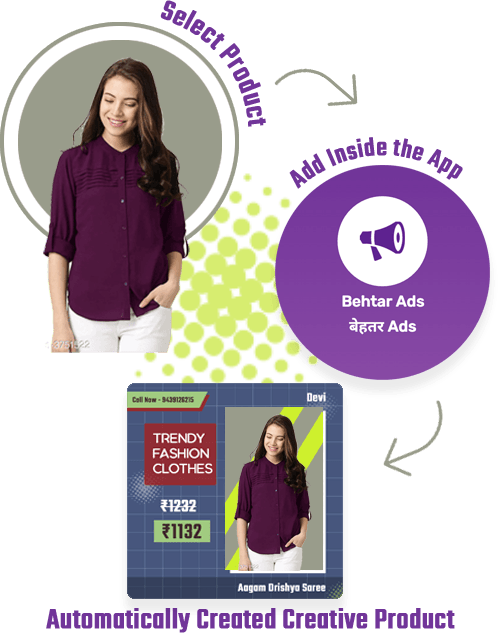 Select Product
Add Inside the App
Behtar Ads
बेहतर Ads
Call Now - 9439126215
Devi
TRENDY
FASHION
CLOTHES
₹1232
₹1132
Aagam Drishya Saree
Automatically Created Creative Product